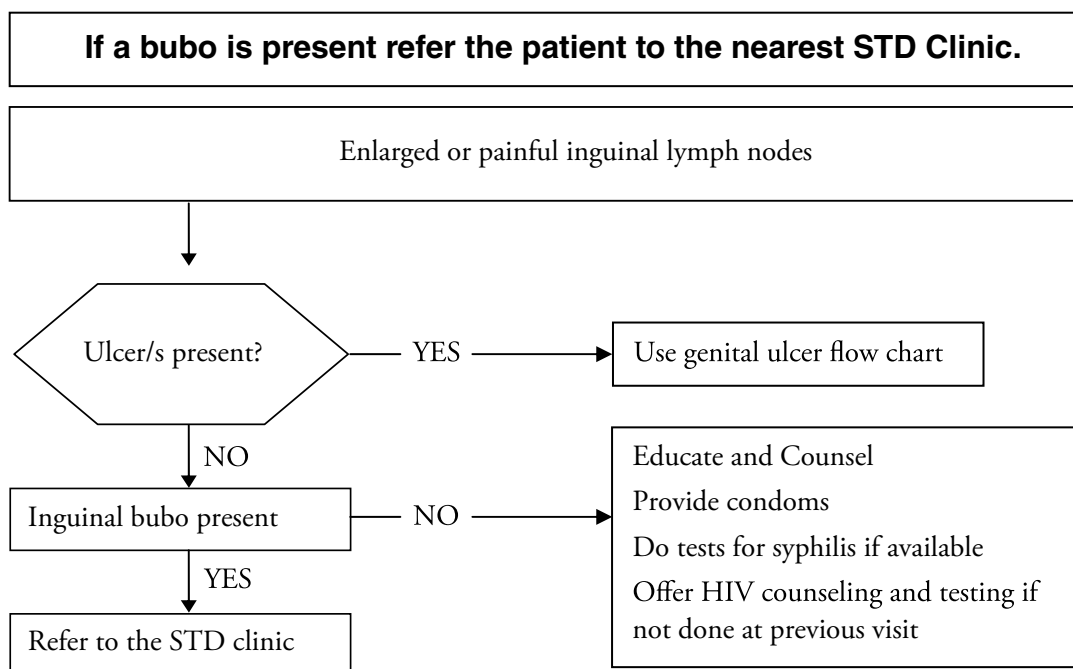 If a bubo is present refer the patient to the nearest STD Clinic.
Enlarged or painful inguinal lymph nodes
Ulcer/s present?
YES
Use genital ulcer flow chart
NO
Inguinal bubo present
NO
Educate and Counsel
Provide condoms
Do tests for syphilis if available
Offer HIV counseling and testing if
not done at previous visit
YES
Refer to the STD clinic